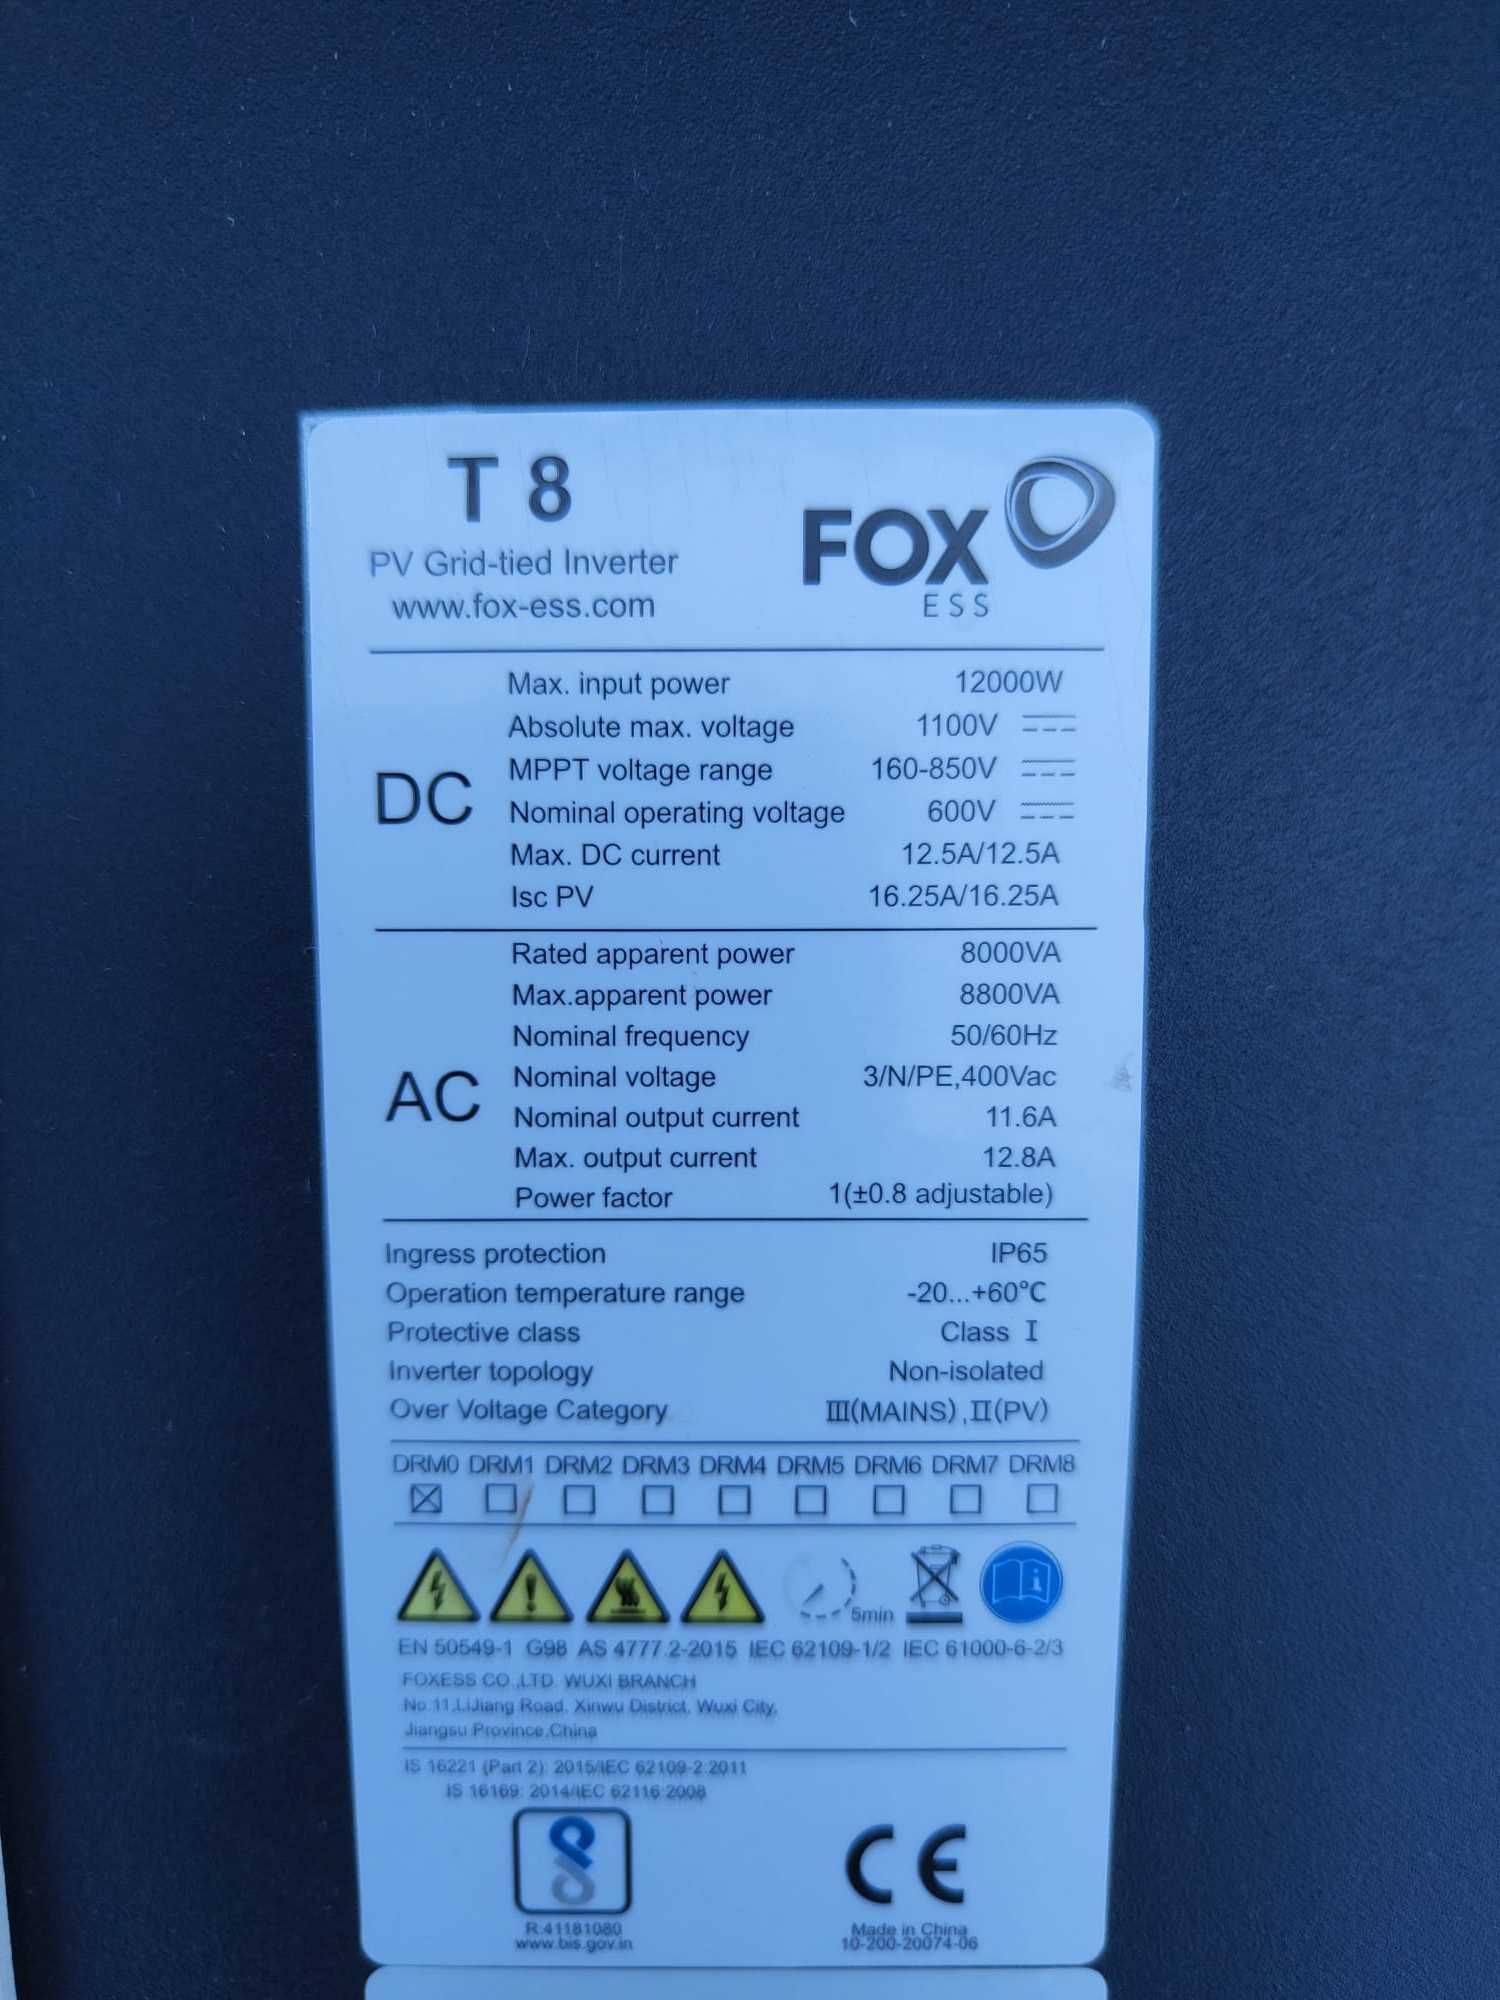 T 8
FOX
ESS
PV Grid-tied Inverter
www.fox-ess.com
DC
Max. input power 12000W
Absolute max. voltage 1100V
MPPT voltage range 160-850V
Nominal operating voltage 600V
Max. DC current 12.5A/12.5A
Isc PV 16.25A/16.25A
AC
Rated apparent power 8000VA
Max.apparent power 8800VA
Nominal frequency 50/60Hz
Nominal voltage 3/N/PE,400Vac
Nominal output current 11.6A
Max. output current 12.8A
Power factor 1(±0.8 adjustable)
Ingress protection IP65
Operation temperature range -20...+60℃
Protective class Class Ⅰ
Inverter topology Non-isolated
Over Voltage Category Ⅲ(MAINS),Ⅱ(PV)
DRM0 DRM1 DRM2 DRM3 DRM4 DRM5 DRM6 DRM7 DRM8
5min
EN 50549-1 G98 AS 4777.2-2015 IEC 62109-1/2 IEC 61000-6-2/3
FOXESS CO.,LTD. WUXI BRANCH
No.11,LiJiang Road, Xinwu District, Wuxi City,
Jiangsu Province,China
IS 16221 (Part 2): 2015/IEC 62109-2:2011
IS 16169: 2014/IEC 62116:2008
CE
R-41181080
www.bis.gov.in
Made in China
10-200-20074-06